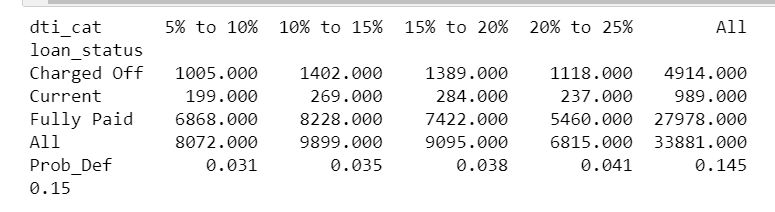 dti_cat 5% to 10% 10% to 15% 15% to 20% 20% to 25% All
loan_status
Charged Off 1005.000 1402.000 1389.000 1118.000 4914.000
Current 199.000 269.000 284.000 237.000 989.000
Fully Paid 6868.000 8228.000 7422.000 5460.000 27978.000
All 8072.000 9899.000 9095.000 6815.000 33881.000
Prob_Def 0.031 0.035 0.038 0.041 0.145
0.15